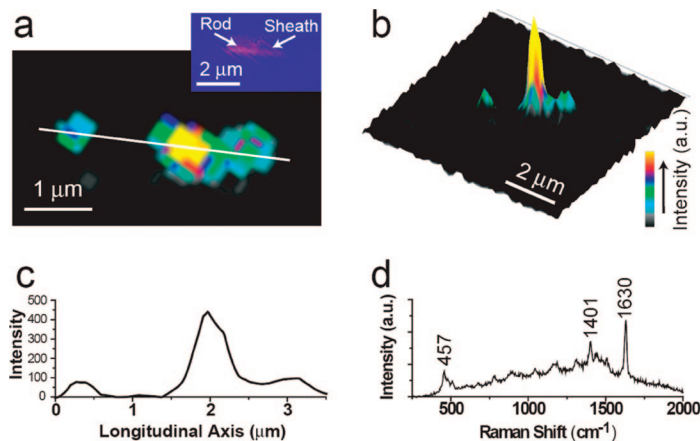 a
Rod
Sheath
2 μm
1 μm
b
2 μm
Intensity (a.u.)
c
Intensity
500
400
300
200
100
0
0
1
2
3
Longitudinal Axis (μm)
d
Intensity (a.u.)
457
1401
1630
500
1000
1500
2000
Raman Shift (cm⁻¹)